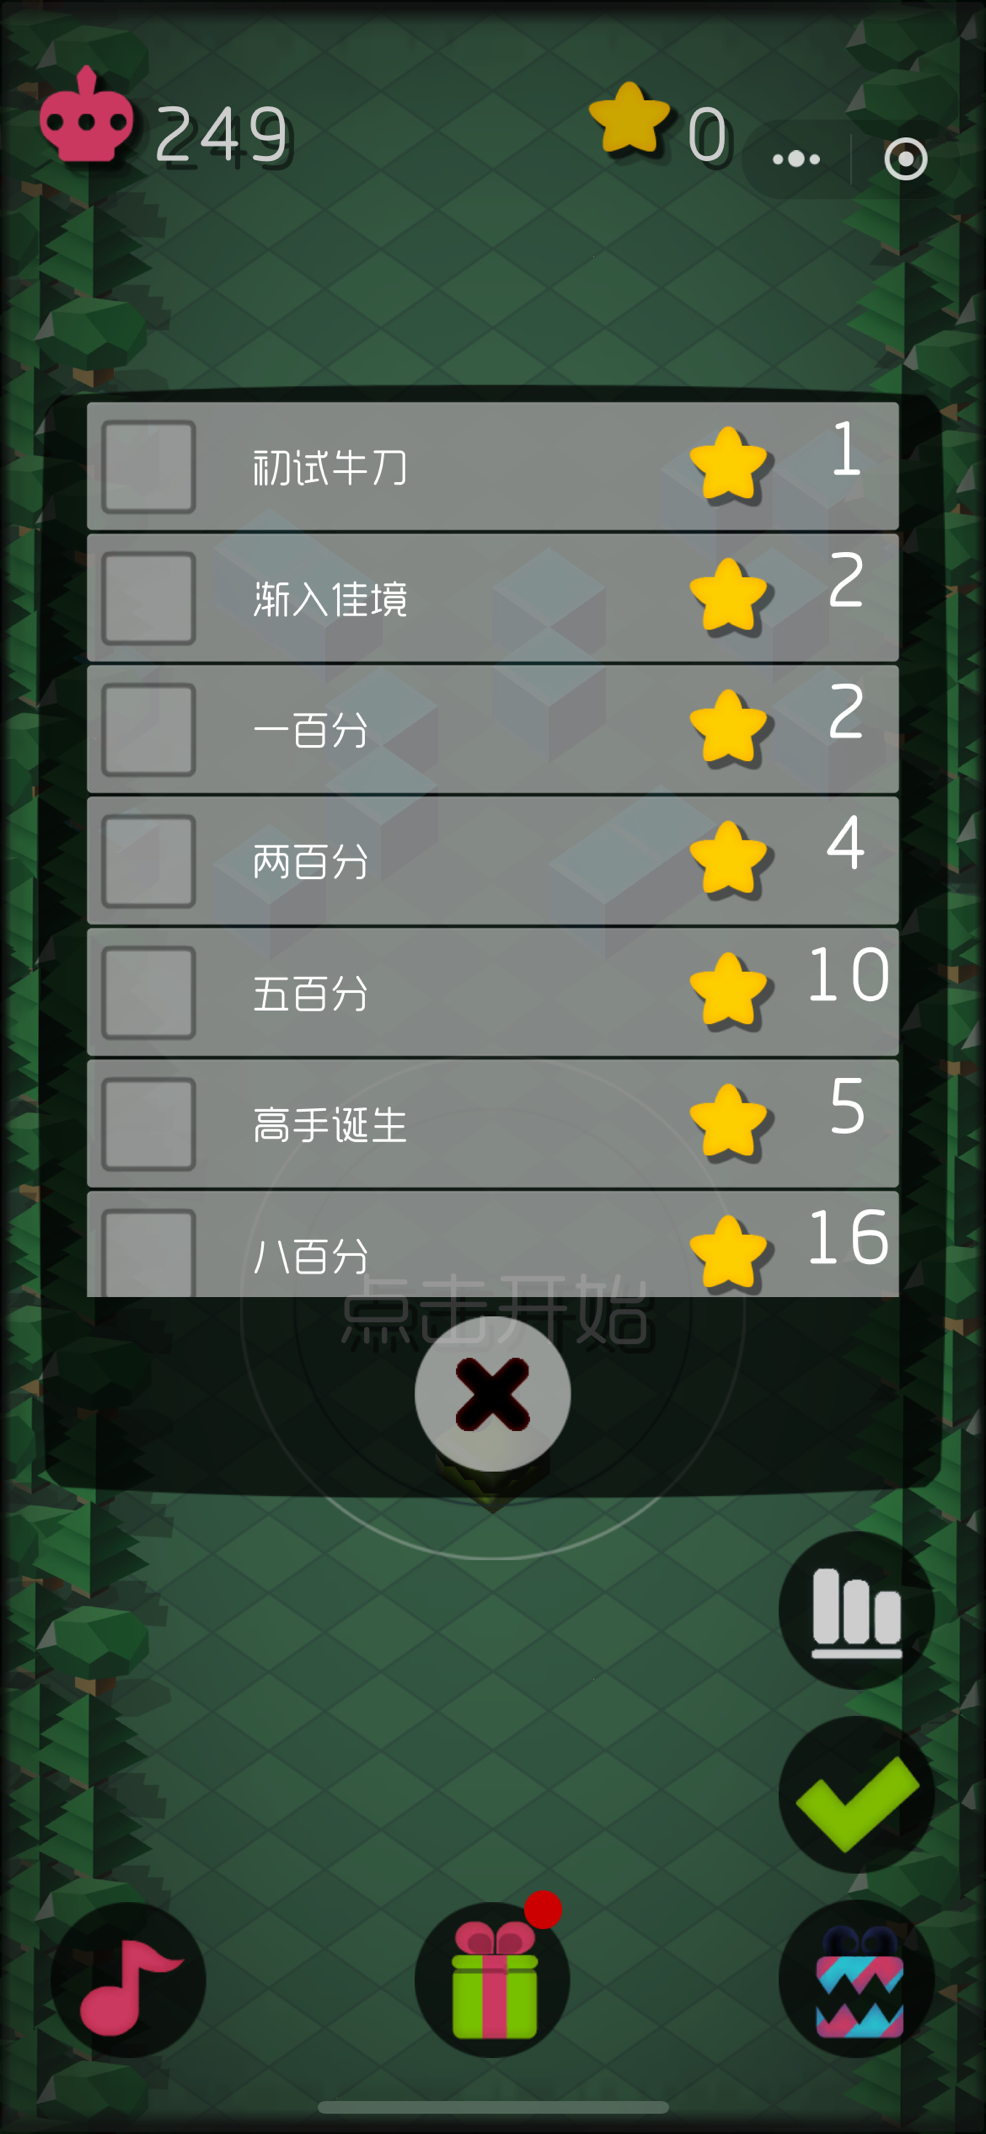 249 0
初试牛刀 1
渐入佳境 2
一百分 2
两百分 4
五百分 10
高手诞生 5
八百分 16
点击开始